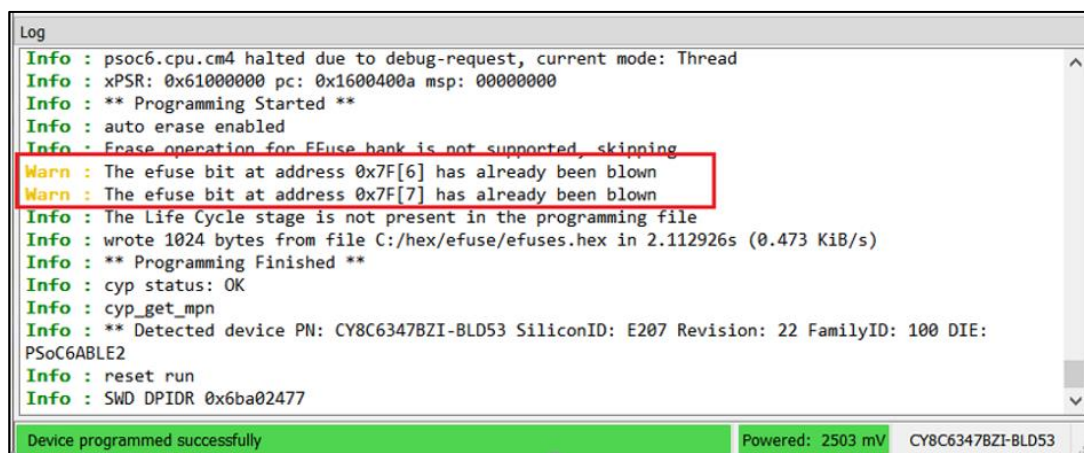 Log
Info : psoc6.cpu.cm4 halted due to debug-request, current mode: Thread
Info : xPSR: 0x61000000 pc: 0x1600400a msp: 00000000
Info : ** Programming Started **
Info : auto erase enabled
Info : Erase operation for EFuse bank is not supported, skipping
Warn : The efuse bit at address 0x7F[6] has already been blown
Warn : The efuse bit at address 0x7F[7] has already been blown
Info : The Life Cycle stage is not present in the programming file
Info : wrote 1024 bytes from file C:/hex/efuse/efuses.hex in 2.112926s (0.473 KiB/s)
Info : ** Programming Finished **
Info : cyp status: OK
Info : cyp_get_mpn
Info : ** Detected device PN: CY8C6347BZI-BLD53 SiliconID: E207 Revision: 22 FamilyID: 100 DIE:
PSoC6ABLE2
Info : reset run
Info : SWD DPIDR 0x6ba02477
Device programmed successfully Powered: 2503 mV CY8C6347BZI-BLD53